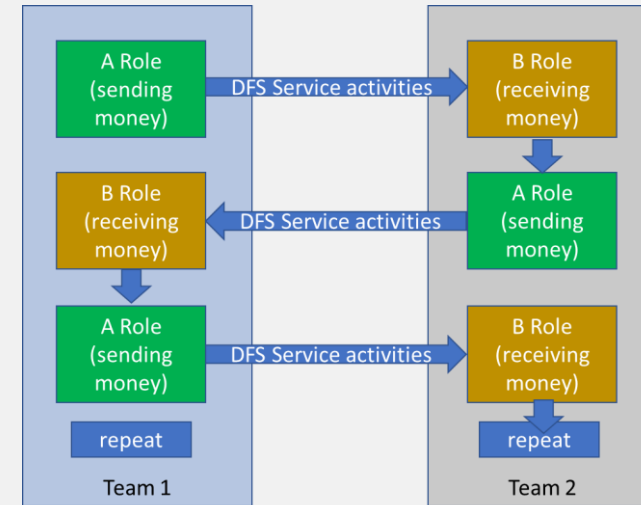 A Role
(sending
money)
DFS Service activities
B Role
(receiving
money)
B Role
(receiving
money)
DFS Service activities
A Role
(sending
money)
A Role
(sending
money)
DFS Service activities
B Role
(receiving
money)
repeat
repeat
Team 1
Team 2